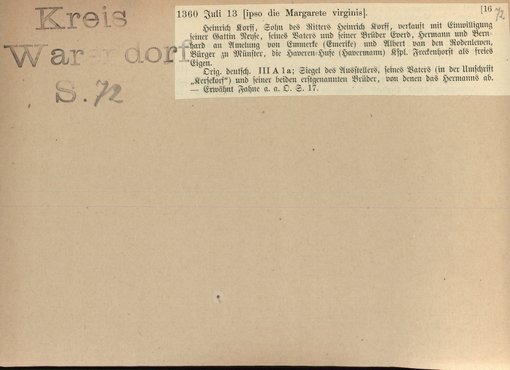 Kreis
Warendorf
S. 72
[16
72
1360 Juli 13 [ipso die Margarete virginis].
Heinrich Korff, Sohn des Ritters Heinrich Korff, verkauft mit Einwilligung
seiner Gattin Neyse, seines Vaters und seiner Brüder Everd, Hermann und Bern-
hard an Amelung von Emmerke (Emerike) und Albert van den Rodenleven,
Bürger zu Münster, die Haveren-Hufe (Havermann) Kspl. Freckenhorst als freies
Eigen.
Orig. deutsch. III A 1a; Siegel des Ausstellers, seines Vaters (in der Umschrift
„Kersekorf“) und seiner beiden erstgenannten Brüder, von denen das Hermanns ab.
— Erwähnt Fahne a. a. O. S. 17.